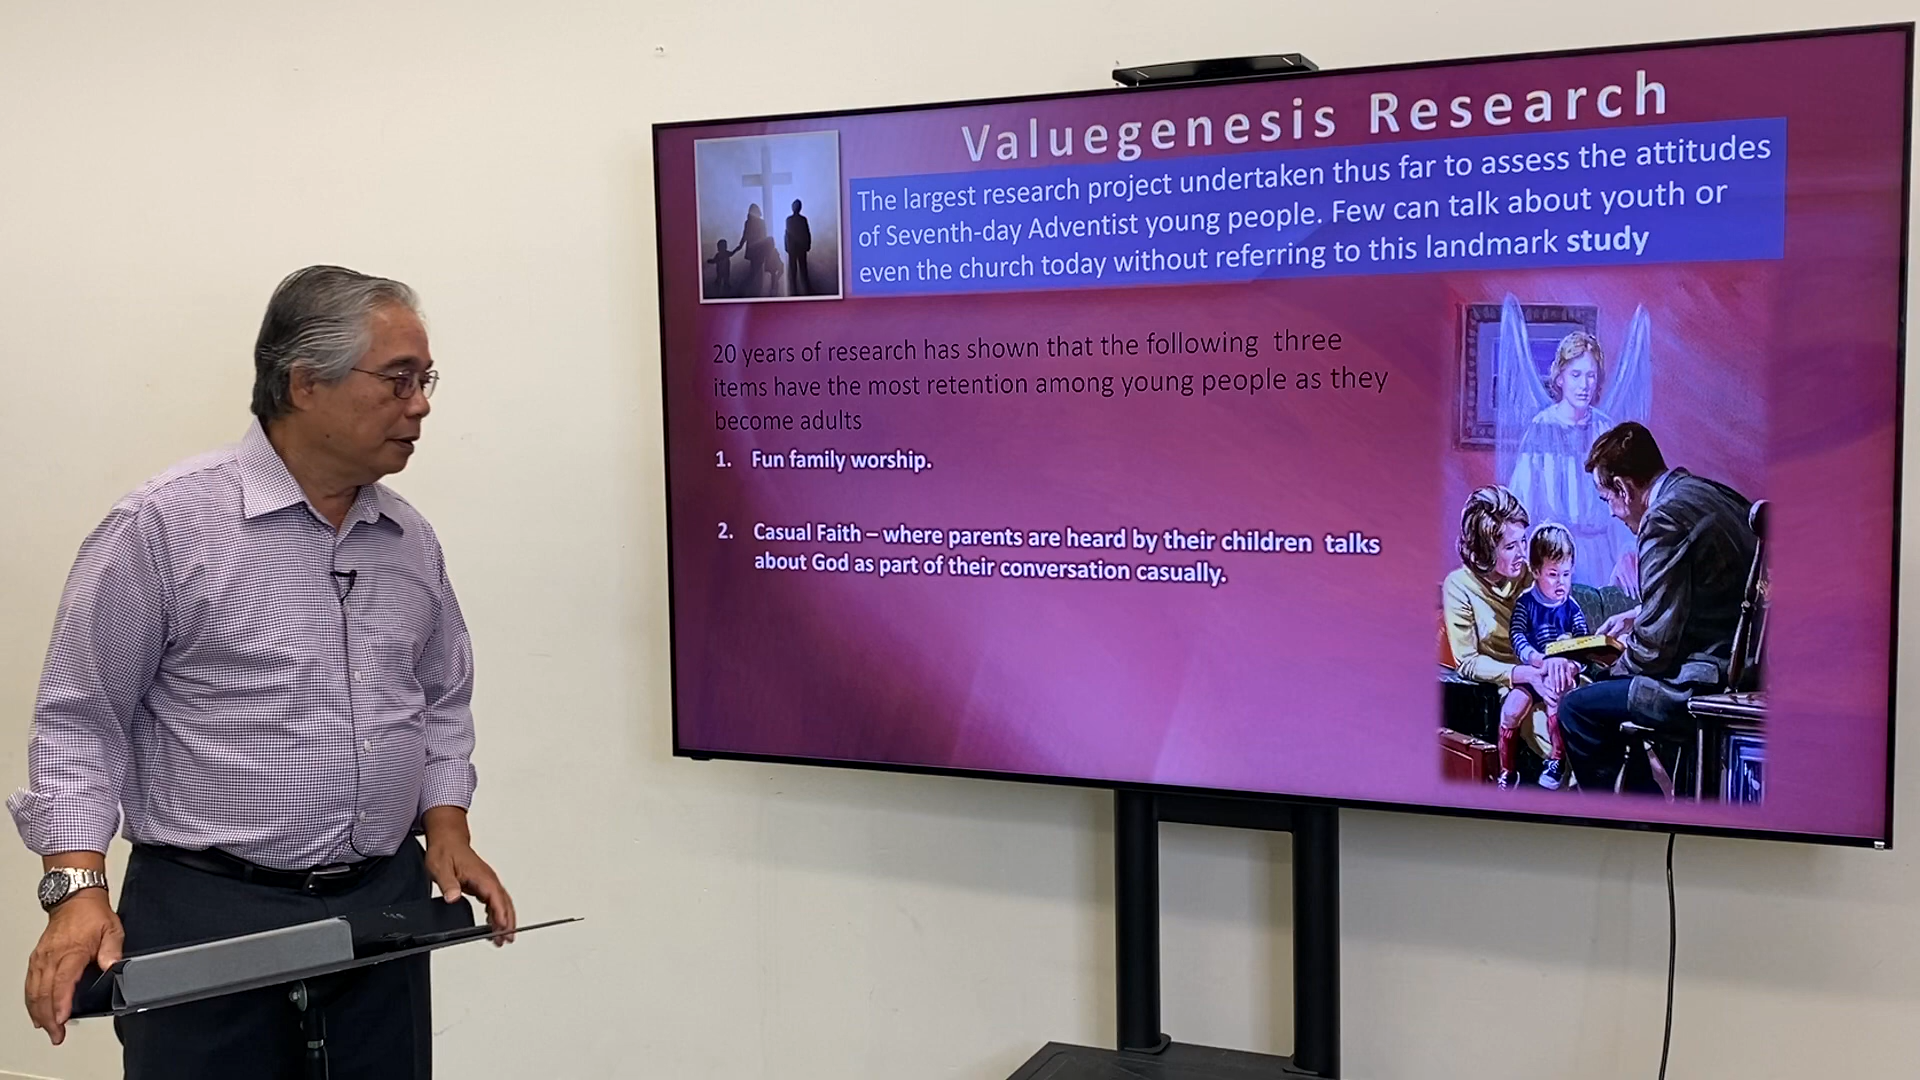 Valuegenesis Research
The largest research project undertaken thus far to assess the attitudes
of Seventh-day Adventist young people. Few can talk about youth or
even the church today without referring to this landmark study
20 years of research has shown that the following three
items have the most retention among young people as they
become adults
1. Fun family worship.
2. Casual Faith – where parents are heard by their children talks
about God as part of their conversation casually.